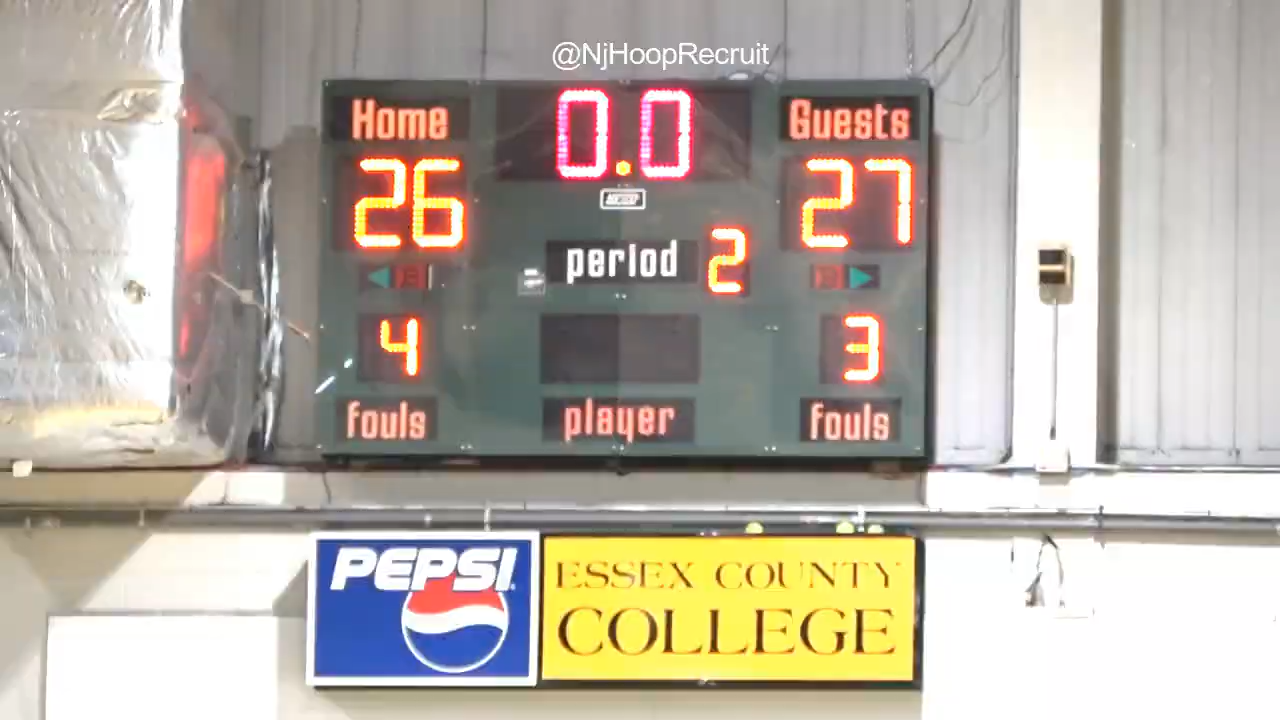 @NjHoopRecruit
Home
0.0
Guests
26
27
period 2
4
3
fouls
player
fouls
PEPSI
ESSEX COUNTY
COLLEGE